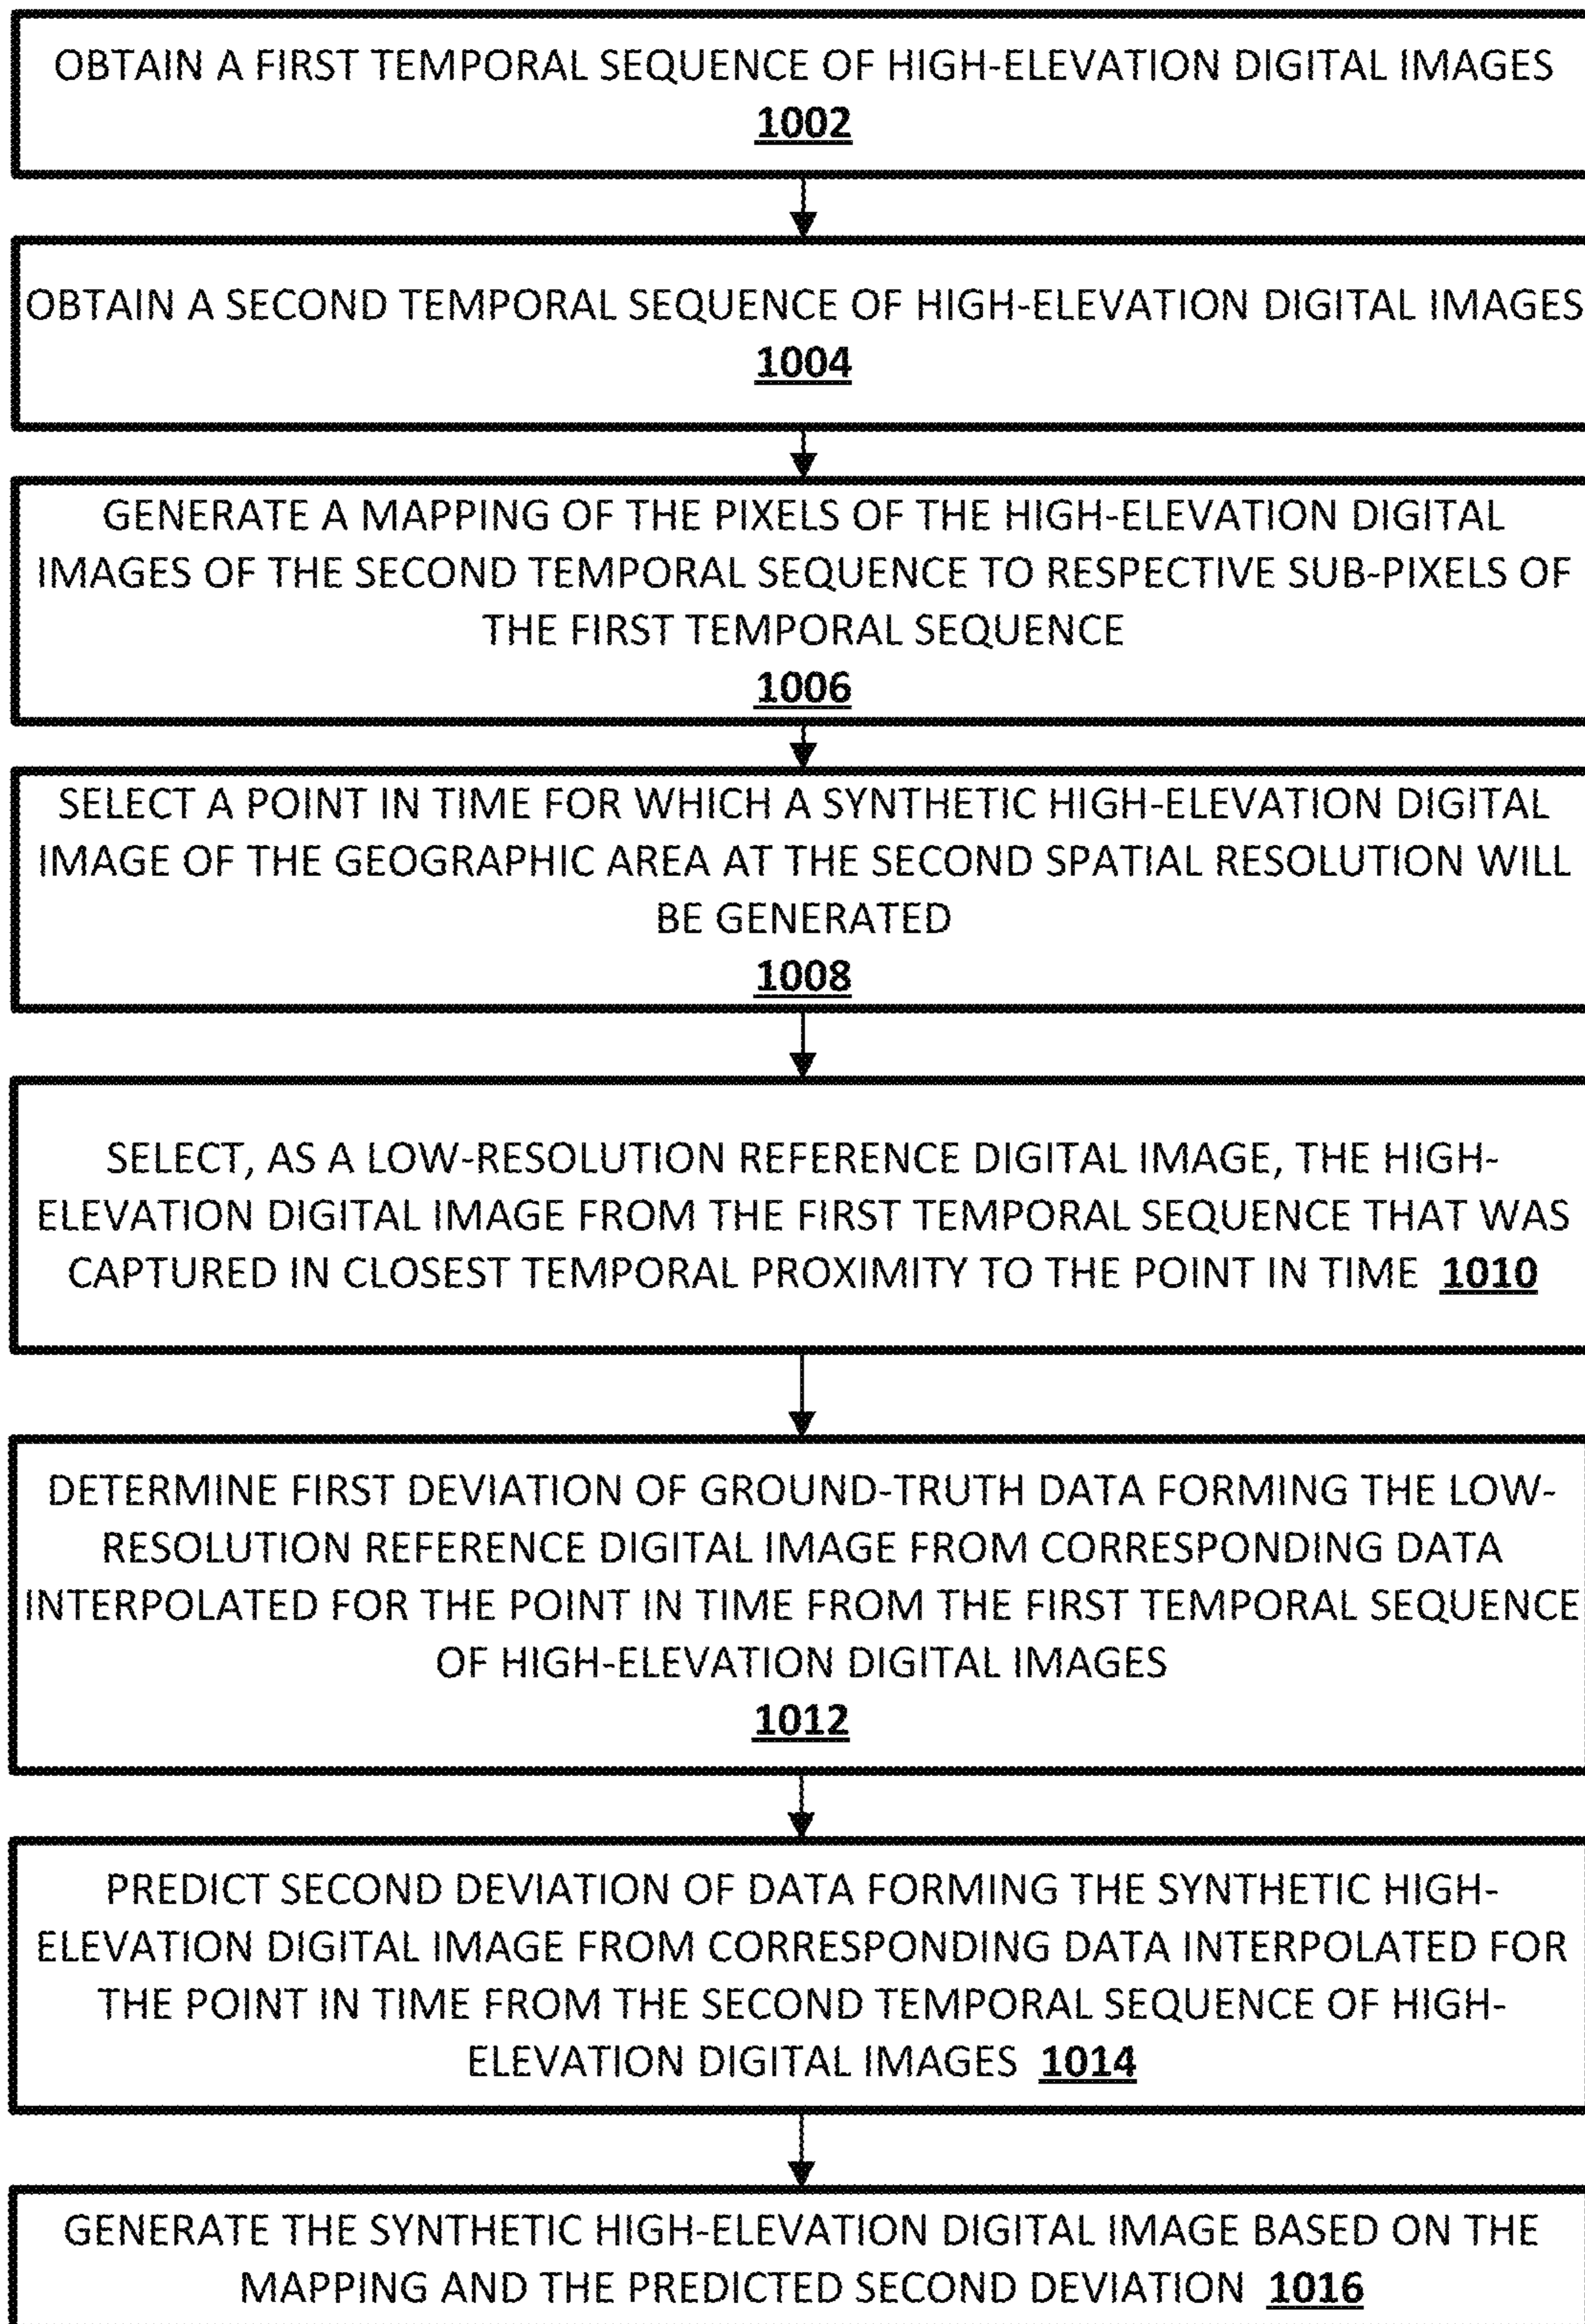 OBTAIN A FIRST TEMPORAL SEQUENCE OF HIGH-ELEVATION DIGITAL IMAGES
1002
OBTAIN A SECOND TEMPORAL SEQUENCE OF HIGH-ELEVATION DIGITAL IMAGES
1004
GENERATE A MAPPING OF THE PIXELS OF THE HIGH-ELEVATION DIGITAL
IMAGES OF THE SECOND TEMPORAL SEQUENCE TO RESPECTIVE SUB-PIXELS OF
THE FIRST TEMPORAL SEQUENCE
1006
SELECT A POINT IN TIME FOR WHICH A SYNTHETIC HIGH-ELEVATION DIGITAL
IMAGE OF THE GEOGRAPHIC AREA AT THE SECOND SPATIAL RESOLUTION WILL
BE GENERATED
1008
SELECT, AS A LOW-RESOLUTION REFERENCE DIGITAL IMAGE, THE HIGH-
ELEVATION DIGITAL IMAGE FROM THE FIRST TEMPORAL SEQUENCE THAT WAS
CAPTURED IN CLOSEST TEMPORAL PROXIMITY TO THE POINT IN TIME 1010
DETERMINE FIRST DEVIATION OF GROUND-TRUTH DATA FORMING THE LOW-
RESOLUTION REFERENCE DIGITAL IMAGE FROM CORRESPONDING DATA
INTERPOLATED FOR THE POINT IN TIME FROM THE FIRST TEMPORAL SEQUENCE
OF HIGH-ELEVATION DIGITAL IMAGES
1012
PREDICT SECOND DEVIATION OF DATA FORMING THE SYNTHETIC HIGH-
ELEVATION DIGITAL IMAGE FROM CORRESPONDING DATA INTERPOLATED FOR
THE POINT IN TIME FROM THE SECOND TEMPORAL SEQUENCE OF HIGH-
ELEVATION DIGITAL IMAGES 1014
GENERATE THE SYNTHETIC HIGH-ELEVATION DIGITAL IMAGE BASED ON THE
MAPPING AND THE PREDICTED SECOND DEVIATION 1016